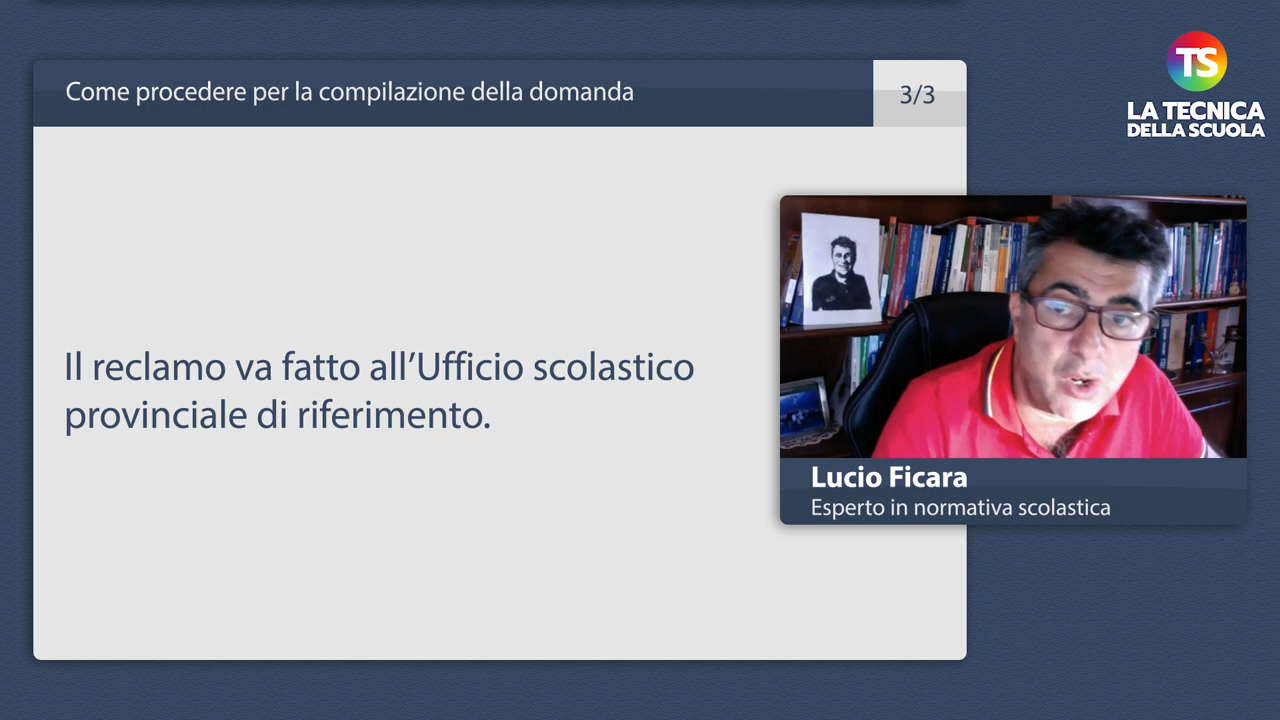 Come procedere per la compilazione della domanda
3/3
TS
LA TECNICA
DELLA SCUOLA
Il reclamo va fatto all’Ufficio scolastico
provinciale di riferimento.
Lucio Ficara
Esperto in normativa scolastica